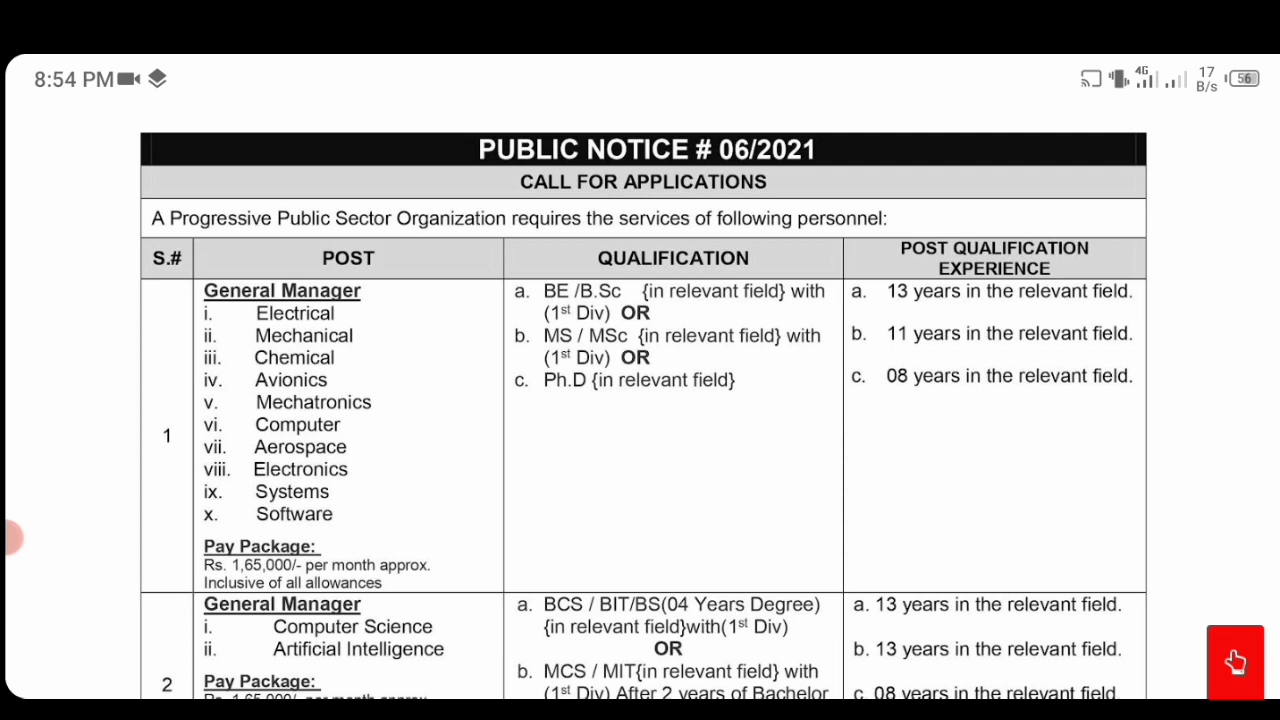 8:54 PM
4G
17
B/s
56
PUBLIC NOTICE # 06/2021
CALL FOR APPLICATIONS
A Progressive Public Sector Organization requires the services of following personnel:
S.# POST QUALIFICATION POST QUALIFICATION EXPERIENCE
1
General Manager
i. Electrical
ii. Mechanical
iii. Chemical
iv. Avionics
v. Mechatronics
vi. Computer
vii. Aerospace
viii. Electronics
ix. Systems
x. Software
Pay Package:
Rs. 1,65,000/- per month approx.
Inclusive of all allowances
a. BE /B.Sc {in relevant field} with
(1st Div) OR
b. MS / MSc {in relevant field} with
(1st Div) OR
c. Ph.D {in relevant field}
a. 13 years in the relevant field.
b. 11 years in the relevant field.
c. 08 years in the relevant field.
2
General Manager
i. Computer Science
ii. Artificial Intelligence
Pay Package:
Rs. 1,65,000/- per month approx.
a. BCS / BIT/BS(04 Years Degree)
{in relevant field}with(1st Div)
OR
b. MCS / MIT{in relevant field} with
(1st Div) After 2 years of Bachelor
a. 13 years in the relevant field.
b. 13 years in the relevant field.
c. 08 years in the relevant field